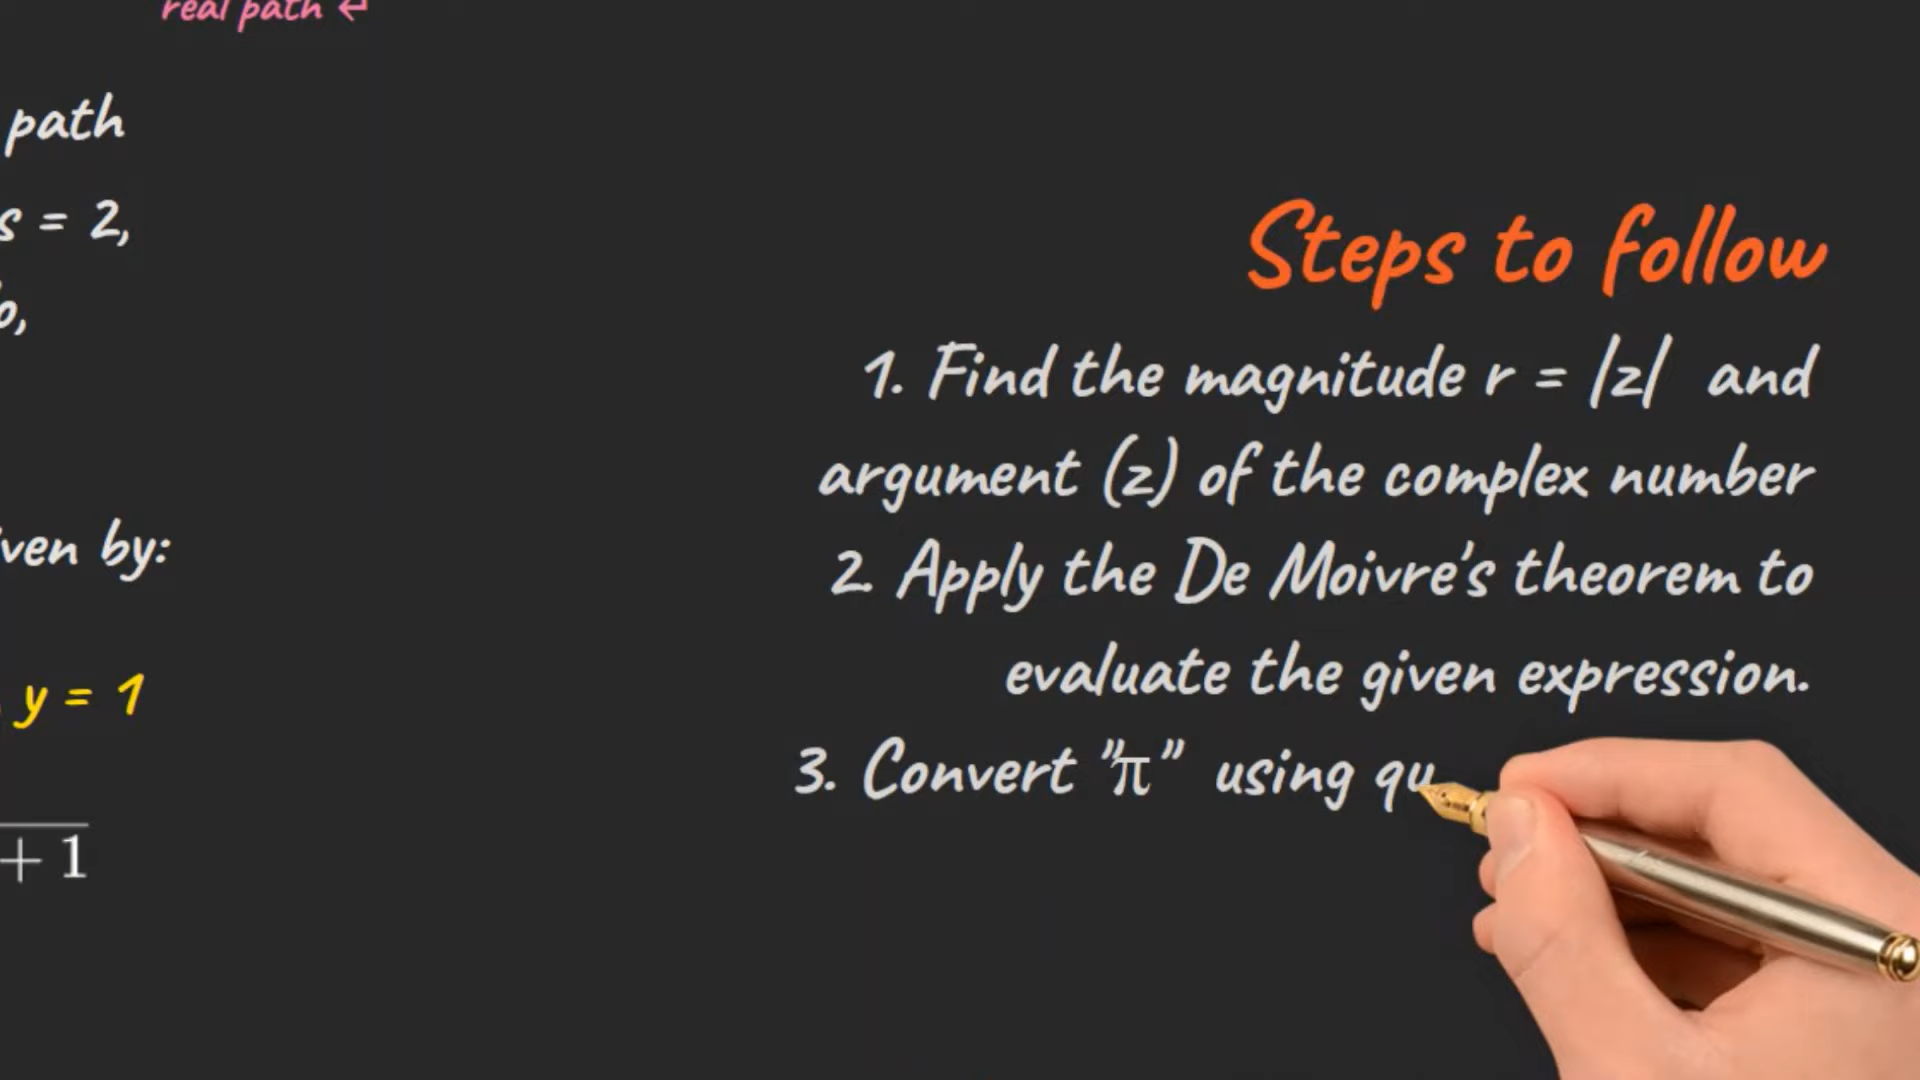 real path ↵
path
s = 2,
o,
ven by:
y = 1
+ 1
Steps to follow
1. Find the magnitude r = |z| and
argument (z) of the complex number
2. Apply the De Moivre's theorem to
evaluate the given expression.
3. Convert "π" using qu